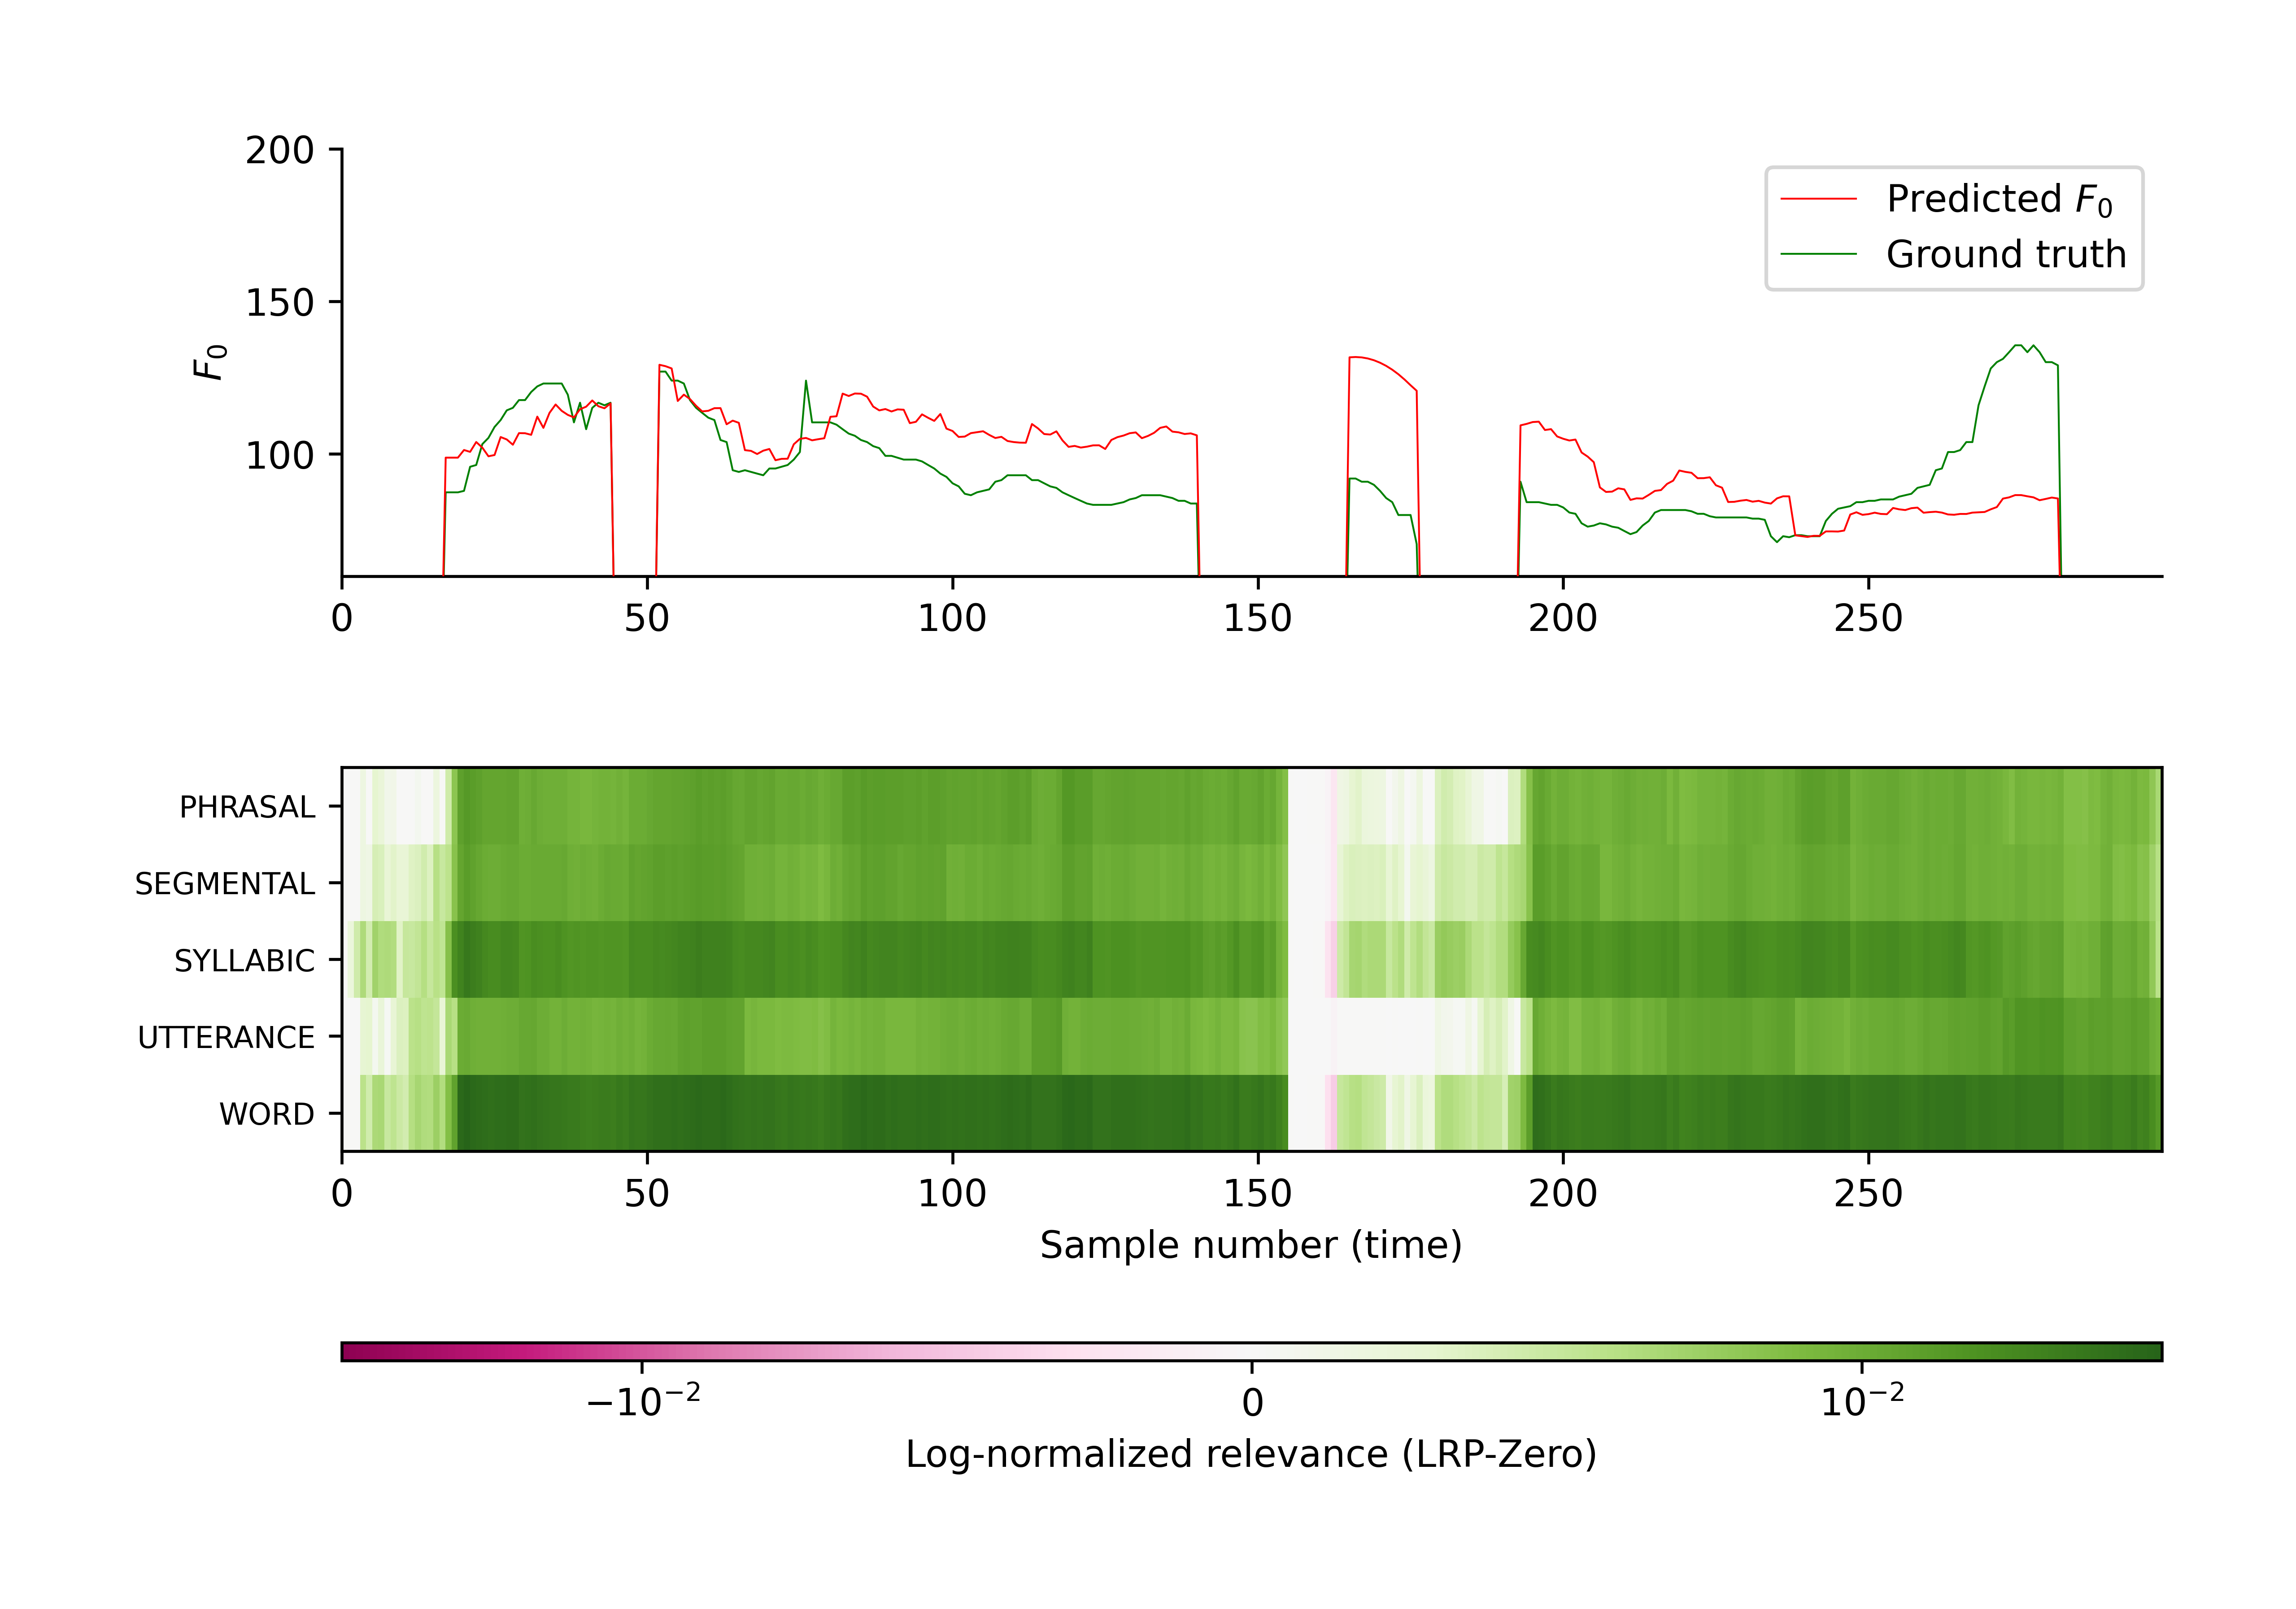 200
150
100
F₀
Predicted F₀
Ground truth
0 50 100 150 200 250
PHRASAL
SEGMENTAL
SYLLABIC
UTTERANCE
WORD
0 50 100 150 200 250
Sample number (time)
−10⁻² 0 10⁻²
Log-normalized relevance (LRP-Zero)